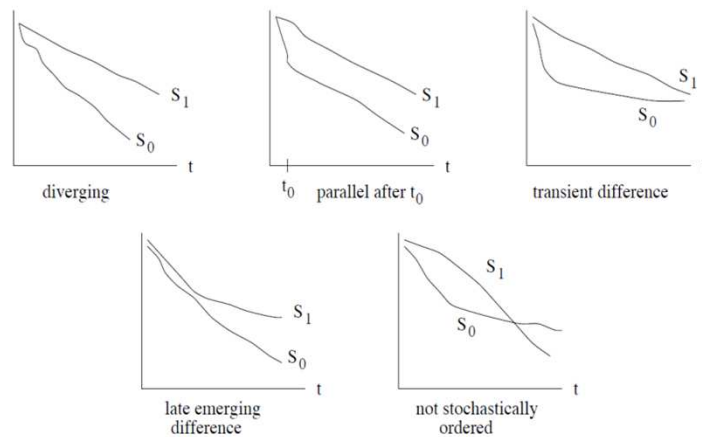 S1
S0
t
diverging
S1
S0
t
t0 parallel after t0
S1
S0
t
transient difference
S1
S0
t
late emerging
difference
S1
S0
t
not stochastically
ordered